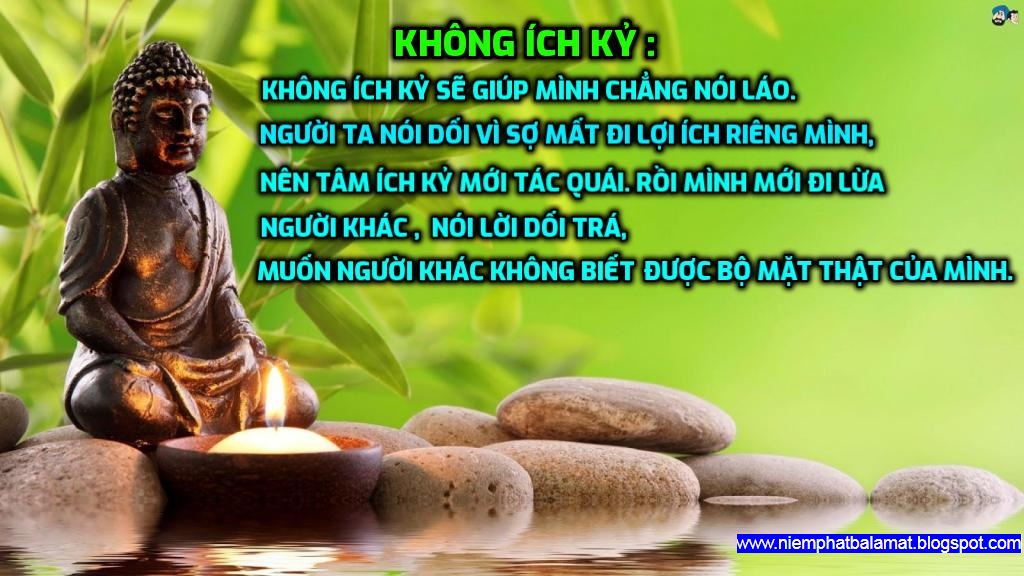 KHÔNG ÍCH KỶ :
KHÔNG ÍCH KỶ SẼ GIÚP MÌNH CHẲNG NÓI LÁO.
NGƯỜI TA NÓI DỐI VÌ SỢ MẤT ĐI LỢI ÍCH RIÊNG MÌNH,
NÊN TÂM ÍCH KỶ MỚI TÁC QUÁI. RỒI MÌNH MỚI ĐI LỪA
NGƯỜI KHÁC , NÓI LỜI DỐI TRÁ,
MUỐN NGƯỜI KHÁC KHÔNG BIẾT ĐƯỢC BỘ MẶT THẬT CỦA MÌNH.
www.niemphatbalamat.blogspot.com